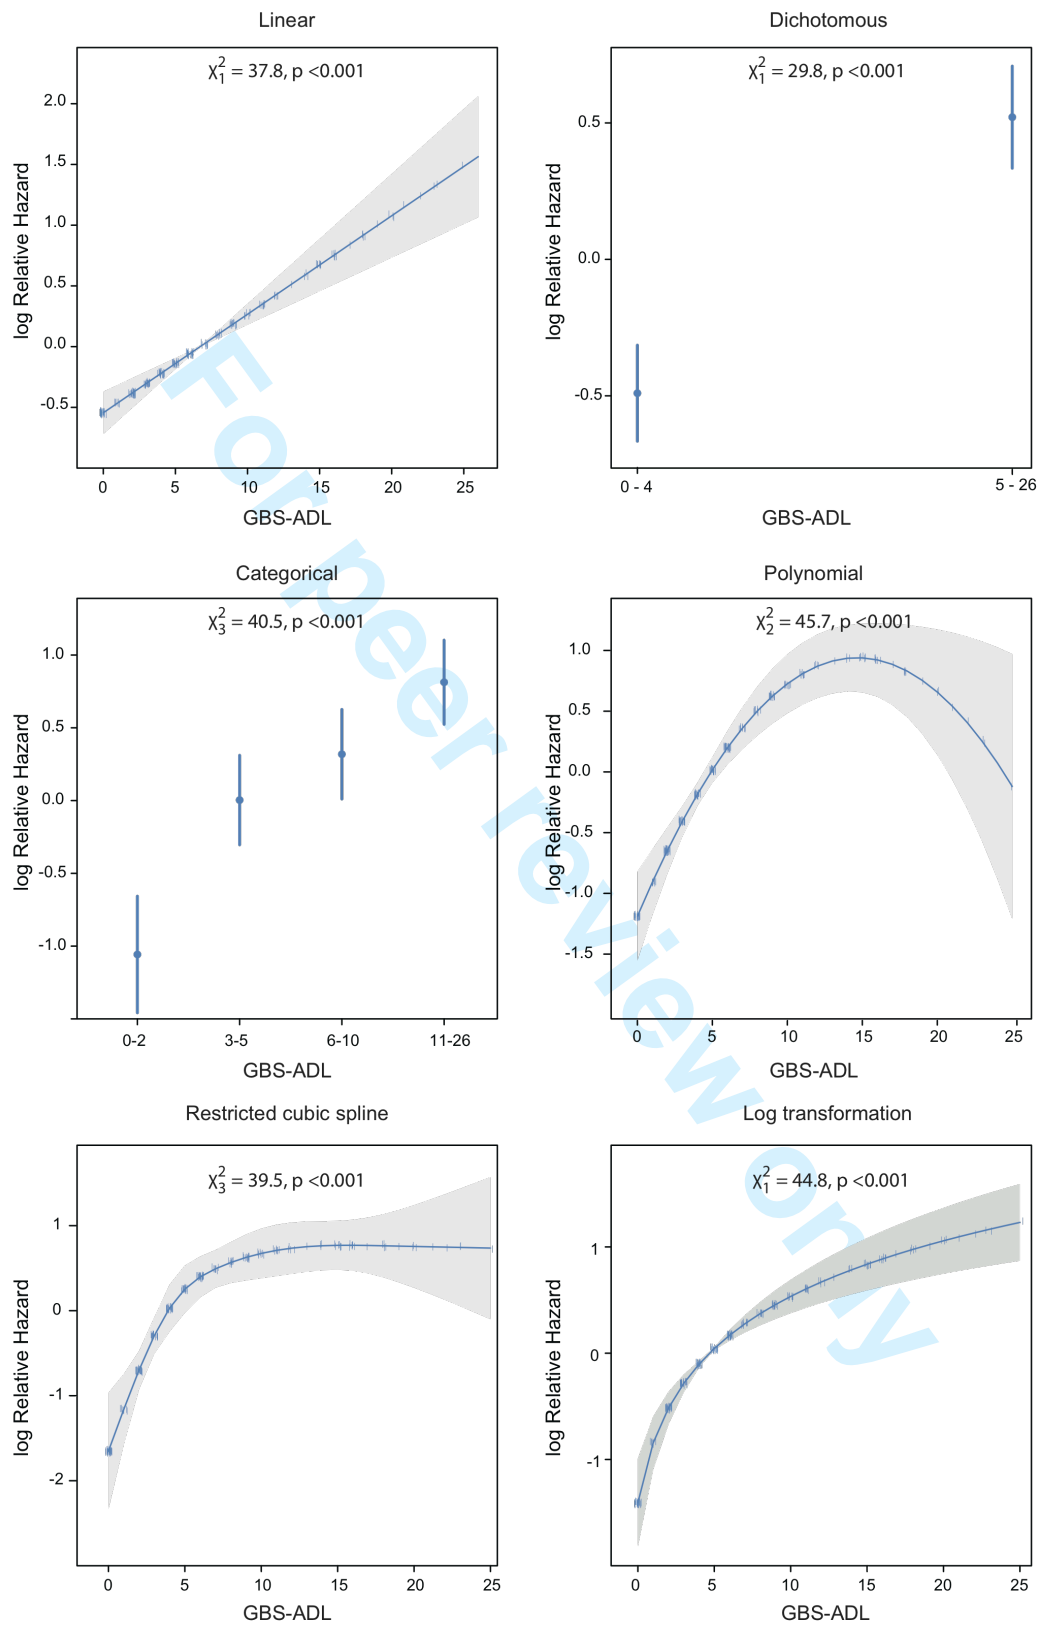 Linear
χ²₁ = 37.8, p <0.001
log Relative Hazard
2.0
1.5
1.0
0.5
0.0
-0.5
0 5 10 15 20 25
GBS-ADL
Dichotomous
χ²₁ = 29.8, p <0.001
log Relative Hazard
0.5
0.0
-0.5
0 - 4 5 - 26
GBS-ADL
Categorical
χ²₃ = 40.5, p <0.001
log Relative Hazard
1.0
0.5
0.0
-0.5
-1.0
0-2 3-5 6-10 11-26
GBS-ADL
Polynomial
χ²₂ = 45.7, p <0.001
log Relative Hazard
1.0
0.5
0.0
-0.5
-1.0
-1.5
0 5 10 15 20 25
GBS-ADL
Restricted cubic spline
χ²₃ = 39.5, p <0.001
log Relative Hazard
1
0
-1
-2
0 5 10 15 20 25
GBS-ADL
Log transformation
χ²₁ = 44.8, p <0.001
log Relative Hazard
1
0
-1
0 5 10 15 20 25
GBS-ADL
For peer review only